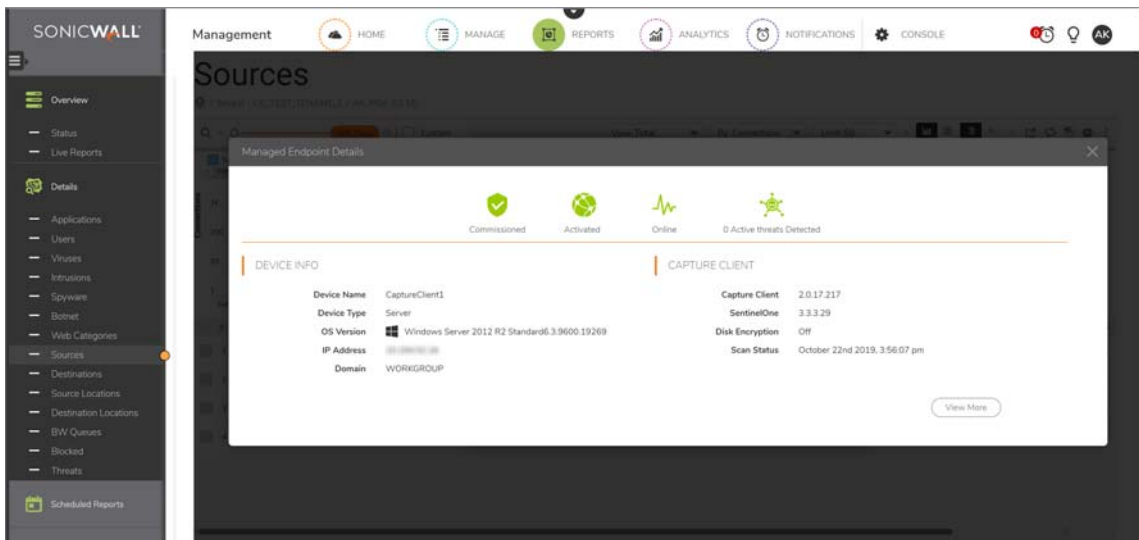 SONICWALL
Management
HOME
MANAGE
REPORTS
ANALYTICS
NOTIFICATIONS
CONSOLE
0
AK
Overview
Status
Live Reports
Details
Applications
Users
Viruses
Intrusions
Spyware
Botnet
Web Categories
Sources
Destinations
Source Locations
Destination Locations
BW Queues
Blocked
Threats
Scheduled Reports
Sources
Managed Endpoint Details
Commissioned
Activated
Online
0 Active threats Detected
DEVICE INFO
Device Name CaptureClient1
Device Type Server
OS Version Windows Server 2012 R2 Standard6.3.9600.19269
IP Address
Domain WORKGROUP
CAPTURE CLIENT
Capture Client 2.0.17.217
SentinelOne 3.3.3.29
Disk Encryption Off
Scan Status October 22nd 2019, 3:56:07 pm
View More